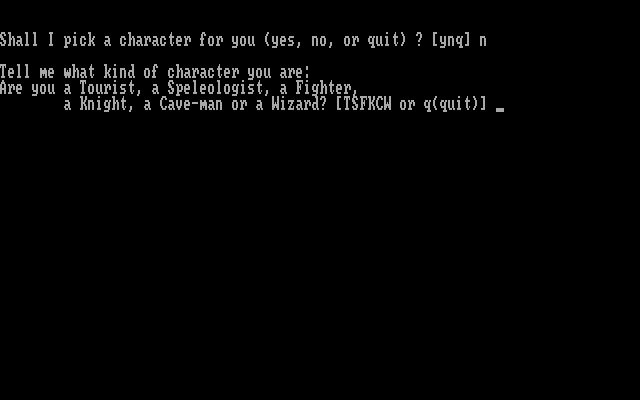 Shall I pick a character for you (yes, no, or quit) ? [ynq] n
Tell me what kind of character you are:
Are you a Tourist, a Speleologist, a Fighter,
a Knight, a Cave-man or a Wizard? [TSFKCW or q(quit)] _